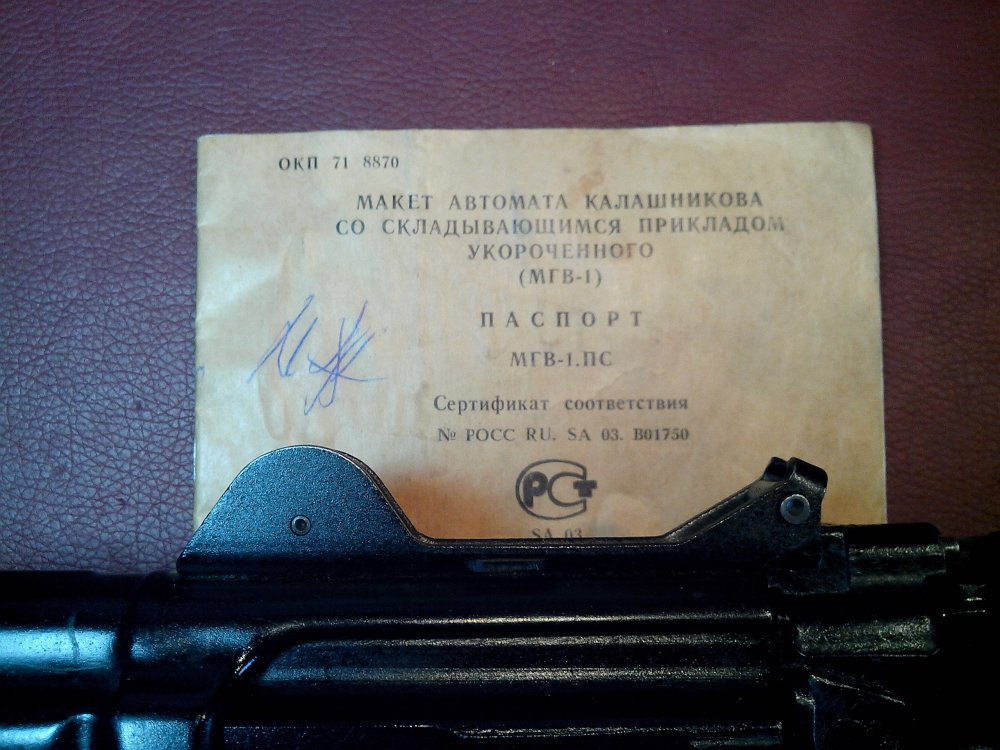 ОКП 71 8870
МАКЕТ АВТОМАТА КАЛАШНИКОВА
СО СКЛАДЫВАЮЩИМСЯ ПРИКЛАДОМ
УКОРОЧЕННОГО
(МГВ-1)
ПАСПОРТ
МГВ-1.ПС
Сертификат соответствия
№ РОСС RU. SA 03. В01750
РСТ
SA 03